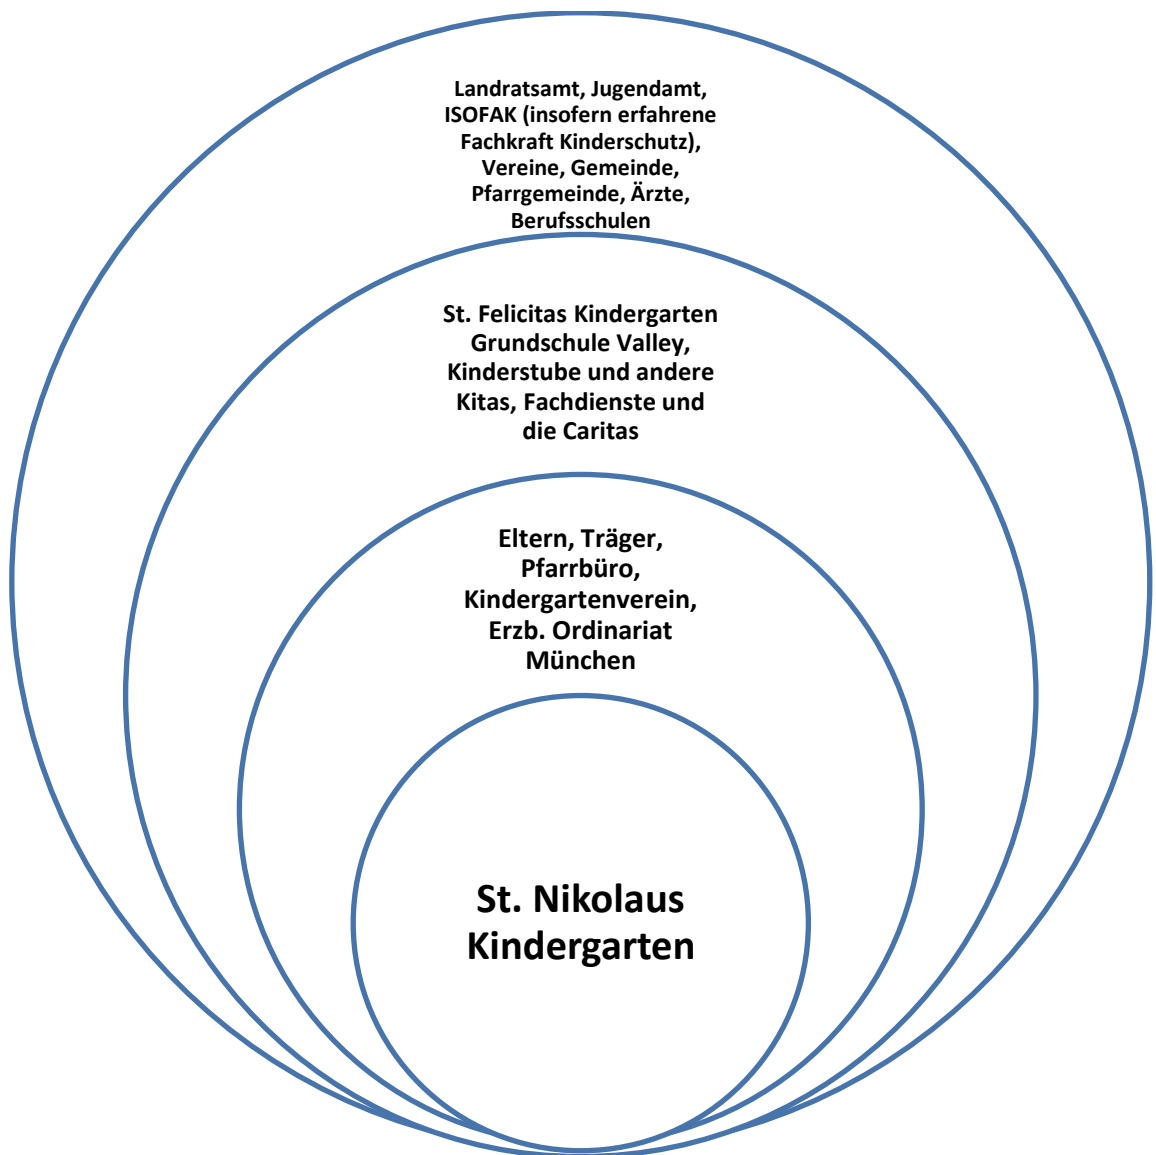 Landratsamt, Jugendamt,
ISOFAK (insofern erfahrene
Fachkraft Kinderschutz),
Vereine, Gemeinde,
Pfarrgemeinde, Ärzte,
Berufsschulen
St. Felicitas Kindergarten
Grundschule Valley,
Kinderstube und andere
Kitas, Fachdienste und
die Caritas
Eltern, Träger,
Pfarrbüro,
Kindergartenverein,
Erzb. Ordinariat
München
St. Nikolaus
Kindergarten